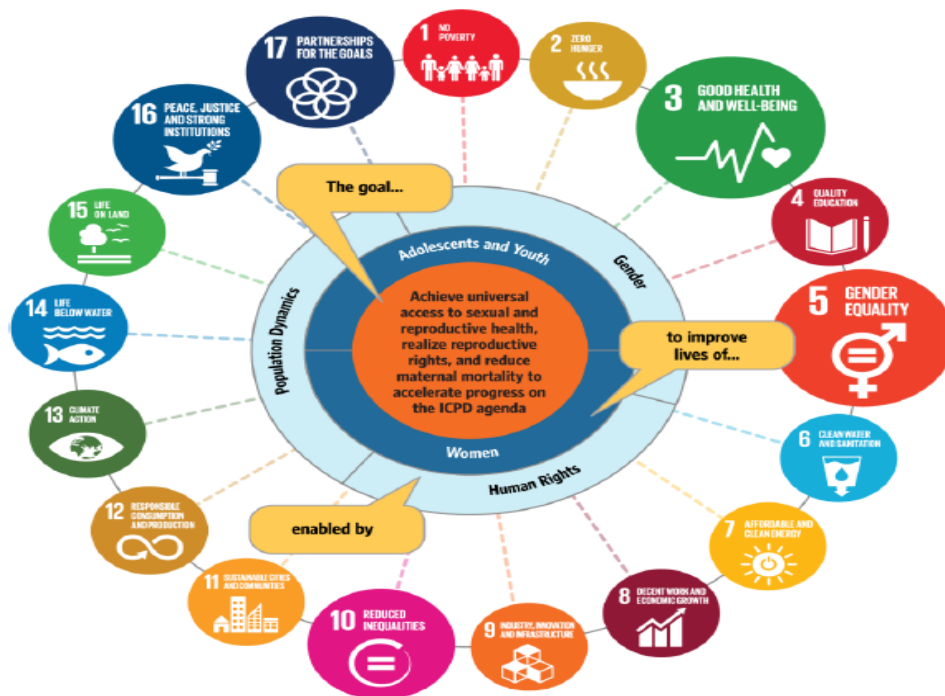 1 NO
POVERTY
2 ZERO
HUNGER
3 GOOD HEALTH
AND WELL-BEING
4 QUALITY
EDUCATION
5 GENDER
EQUALITY
6 CLEAN WATER
AND SANITATION
7 AFFORDABLE AND
CLEAN ENERGY
8 DECENT WORK AND
ECONOMIC GROWTH
9 INDUSTRY, INNOVATION
AND INFRASTRUCTURE
10 REDUCED
INEQUALITIES
11 SUSTAINABLE CITIES
AND COMMUNITIES
12 RESPONSIBLE
CONSUMPTION
AND PRODUCTION
13 CLIMATE
ACTION
14 LIFE
BELOW WATER
15 LIFE
ON LAND
16 PEACE, JUSTICE
AND STRONG
INSTITUTIONS
17 PARTNERSHIPS
FOR THE GOALS
The goal...
Adolescents and Youth
Gender
Population Dynamics
Achieve universal
access to sexual and
reproductive health,
realize reproductive
rights, and reduce
maternal mortality to
accelerate progress on
the ICPD agenda
to improve
lives of...
Women
Human Rights
enabled by